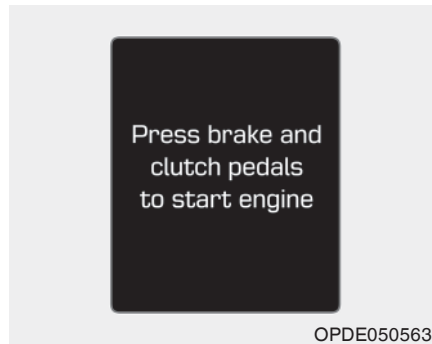 Press brake and
clutch pedals
to start engine
OPDE050563